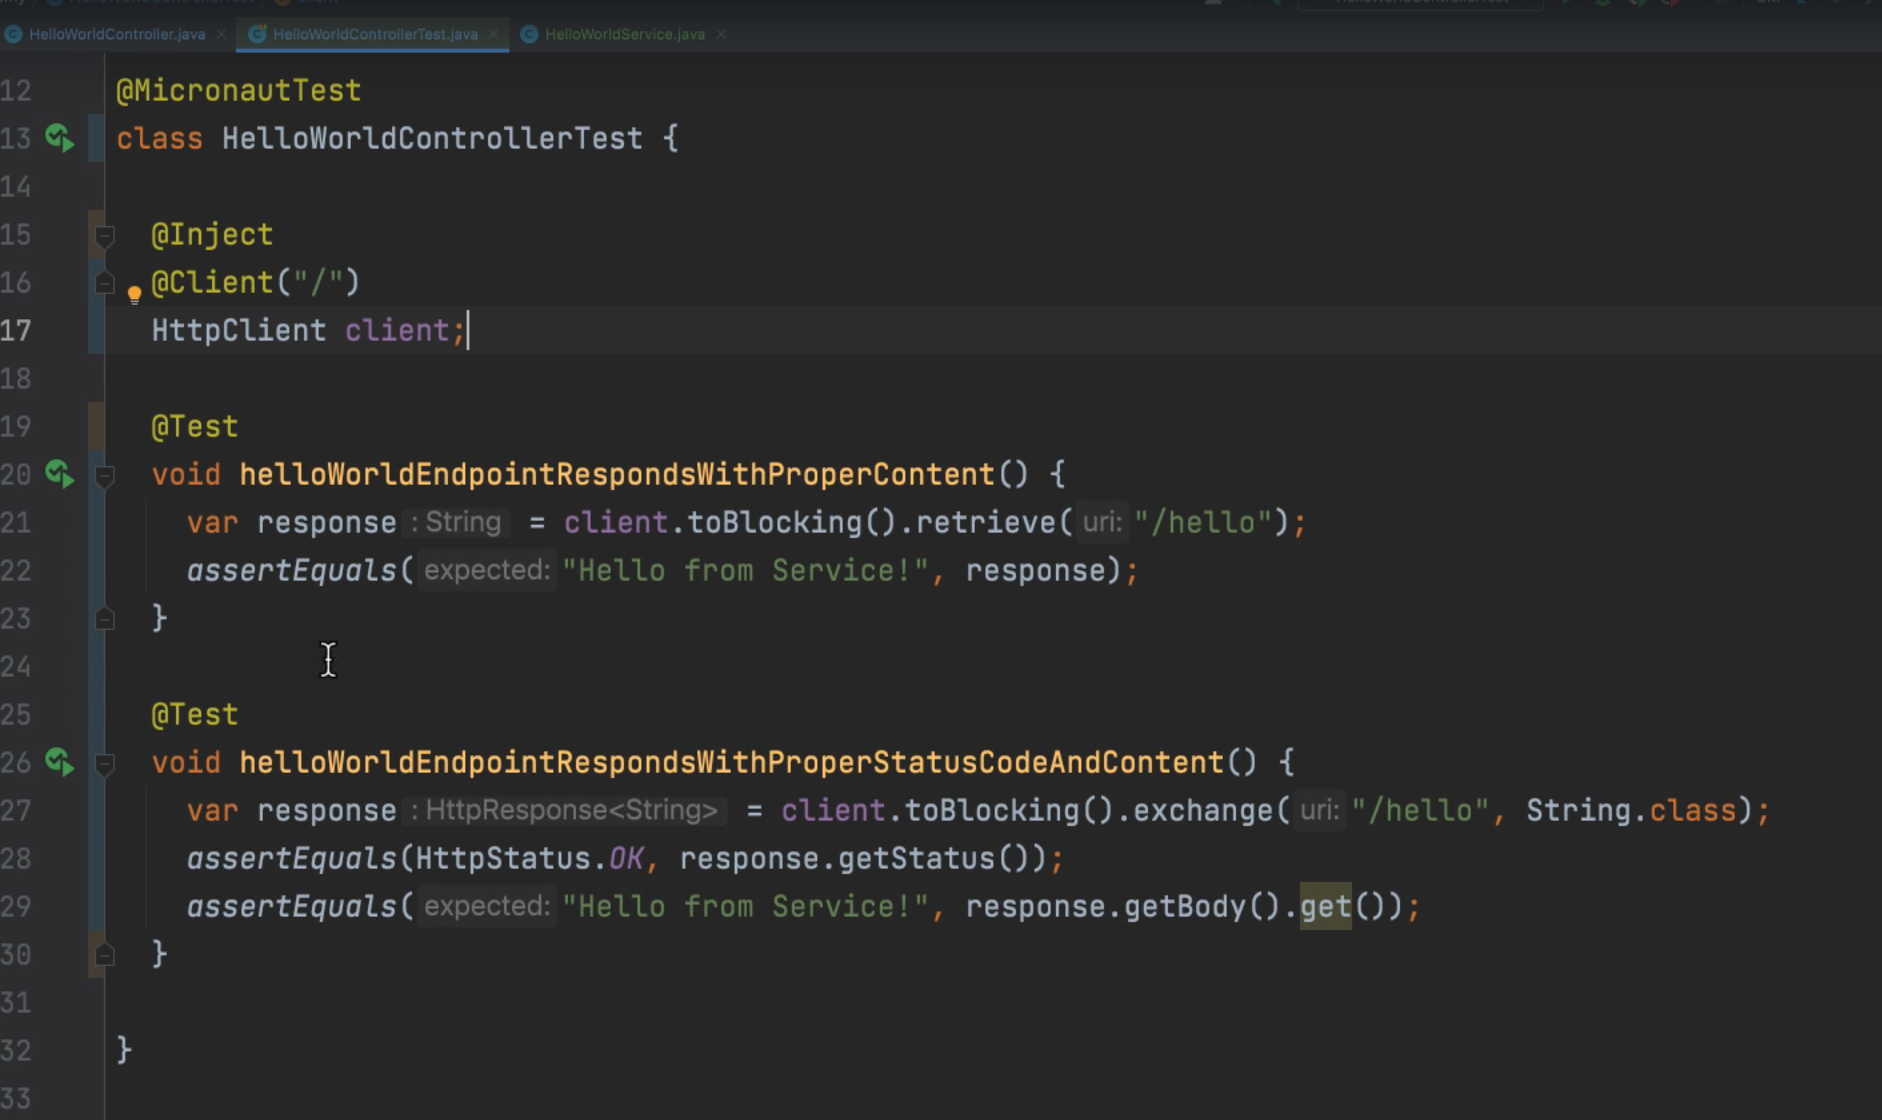 HelloWorldController.java HelloWorldControllerTest.java HelloWorldService.java
12 @MicronautTest
13 class HelloWorldControllerTest {
14
15 @Inject
16 @Client("/")
17 HttpClient client;
18
19 @Test
20 void helloWorldEndpointRespondsWithProperContent() {
21 var response : String = client.toBlocking().retrieve( uri: "/hello");
22 assertEquals( expected: "Hello from Service!", response);
23 }
24
25 @Test
26 void helloWorldEndpointRespondsWithProperStatusCodeAndContent() {
27 var response : HttpResponse<String> = client.toBlocking().exchange( uri: "/hello", String.class);
28 assertEquals(HttpStatus.OK, response.getStatus());
29 assertEquals( expected: "Hello from Service!", response.getBody().get());
30 }
31
32 }
33